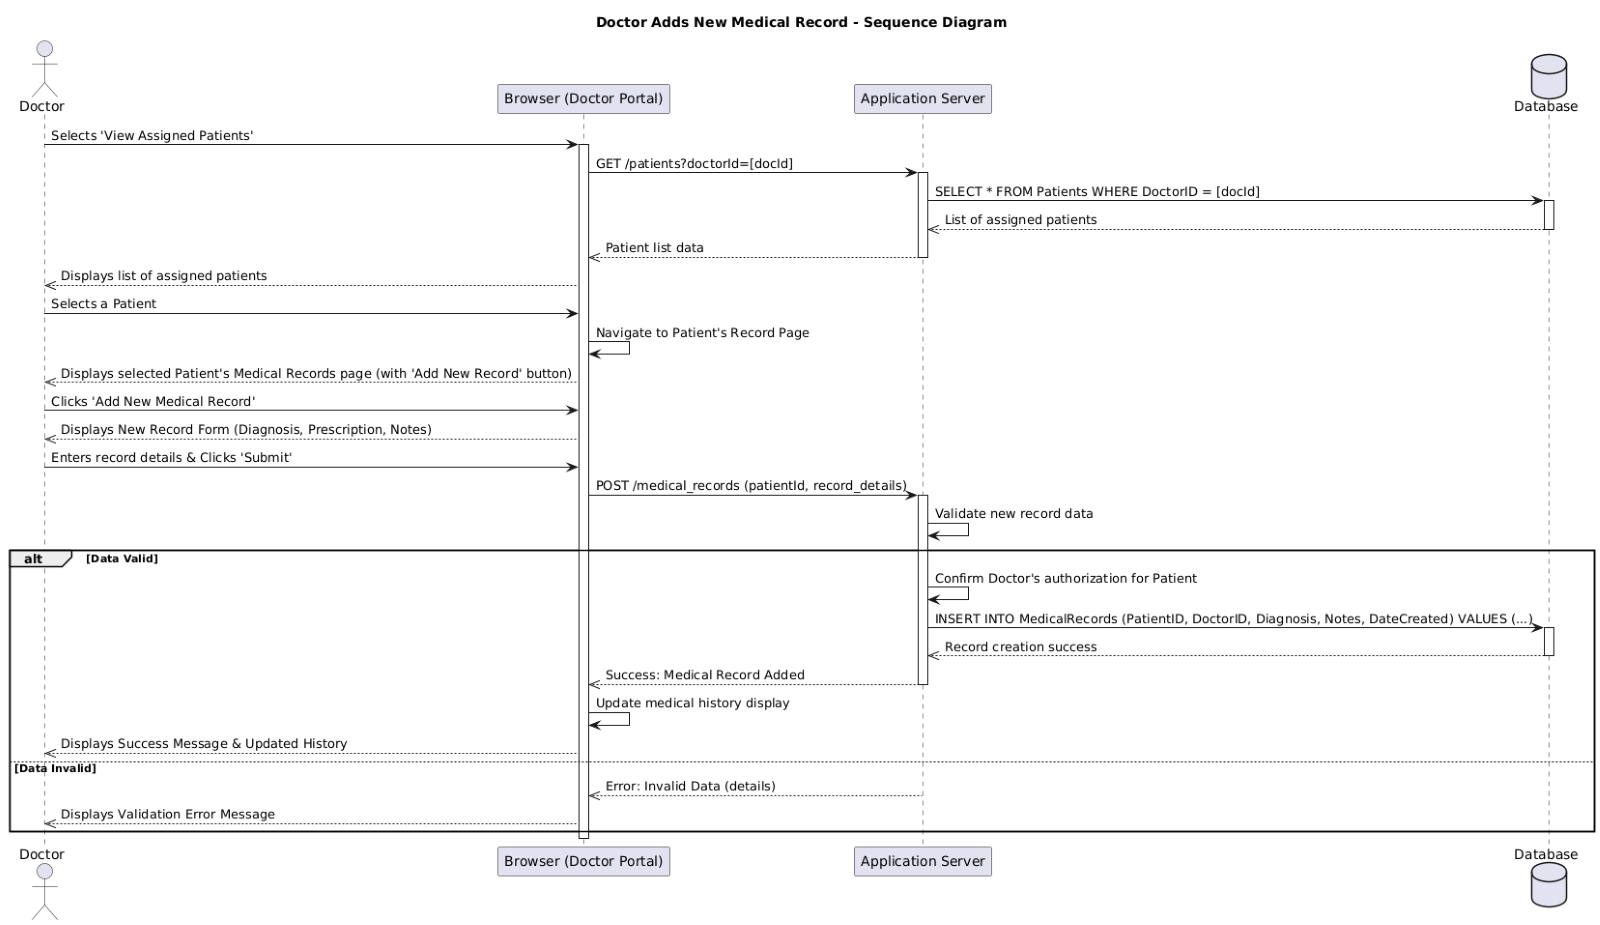 Doctor Adds New Medical Record - Sequence Diagram
Doctor
Browser (Doctor Portal)
Application Server
Database
Selects 'View Assigned Patients'
GET /patients?doctorId=[docId]
SELECT * FROM Patients WHERE DoctorID = [docId]
List of assigned patients
Patient list data
Displays list of assigned patients
Selects a Patient
Navigate to Patient's Record Page
Displays selected Patient's Medical Records page (with 'Add New Record' button)
Clicks 'Add New Medical Record'
Displays New Record Form (Diagnosis, Prescription, Notes)
Enters record details & Clicks 'Submit'
POST /medical_records (patientId, record_details)
Validate new record data
alt [Data Valid]
Confirm Doctor's authorization for Patient
INSERT INTO MedicalRecords (PatientID, DoctorID, Diagnosis, Notes, DateCreated) VALUES (...)
Record creation success
Success: Medical Record Added
Update medical history display
Displays Success Message & Updated History
[Data Invalid]
Error: Invalid Data (details)
Displays Validation Error Message
Doctor
Browser (Doctor Portal)
Application Server
Database